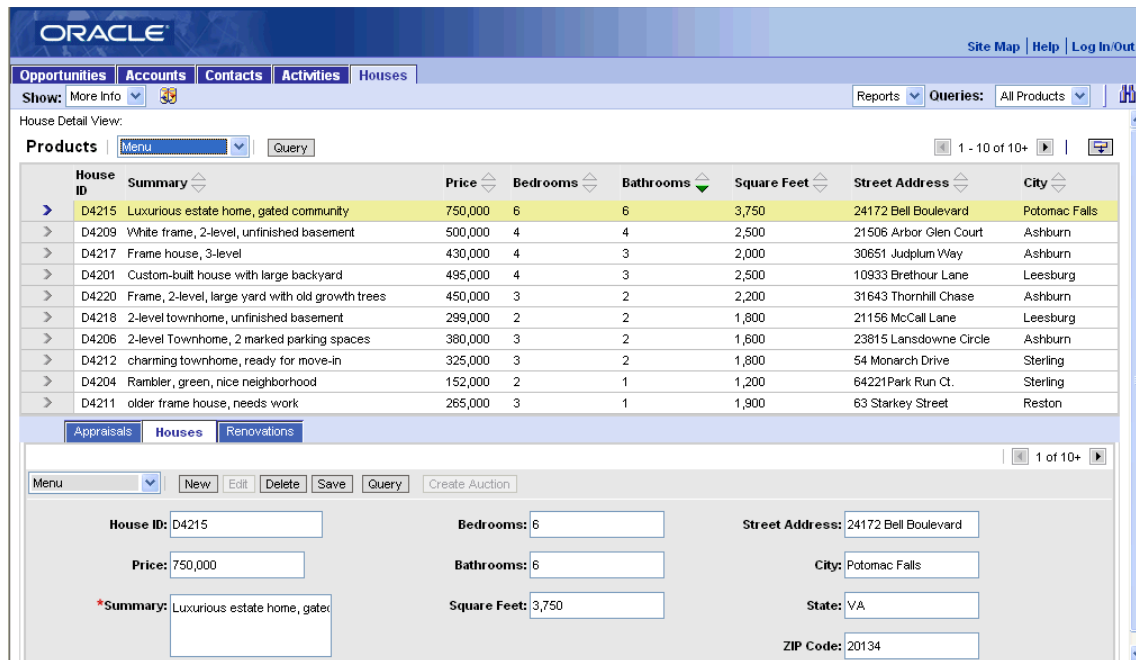 ORACLE
Site Map | Help | Log In/Out
Opportunities Accounts Contacts Activities Houses
Show: More Info Reports Queries: All Products
House Detail View:
Products Menu Query 1 - 10 of 10+
House ID Summary Price Bedrooms Bathrooms Square Feet Street Address City
D4215 Luxurious estate home, gated community 750,000 6 6 3,750 24172 Bell Boulevard Potomac Falls
D4209 White frame, 2-level, unfinished basement 500,000 4 4 2,500 21506 Arbor Glen Court Ashburn
D4217 Frame house, 3-level 430,000 4 3 2,000 30651 Judplum Way Ashburn
D4201 Custom-built house with large backyard 495,000 4 3 2,500 10933 Brethour Lane Leesburg
D4220 Frame, 2-level, large yard with old growth trees 450,000 3 2 2,200 31643 Thornhill Chase Ashburn
D4218 2-level townhome, unfinished basement 299,000 2 2 1,800 21156 McCall Lane Leesburg
D4206 2-level Townhome, 2 marked parking spaces 380,000 3 2 1,600 23815 Lansdowne Circle Ashburn
D4212 charming townhome, ready for move-in 325,000 3 2 1,800 54 Monarch Drive Sterling
D4204 Rambler, green, nice neighborhood 152,000 2 1 1,200 64221Park Run Ct. Sterling
D4211 older frame house, needs work 265,000 3 1 1,900 63 Starkey Street Reston
Appraisals Houses Renovations
1 of 10+
Menu New Edit Delete Save Query Create Auction
House ID: D4215 Bedrooms: 6 Street Address: 24172 Bell Boulevard
Price: 750,000 Bathrooms: 6 City: Potomac Falls
*Summary: Luxurious estate home, gated Square Feet: 3,750 State: VA
ZIP Code: 20134